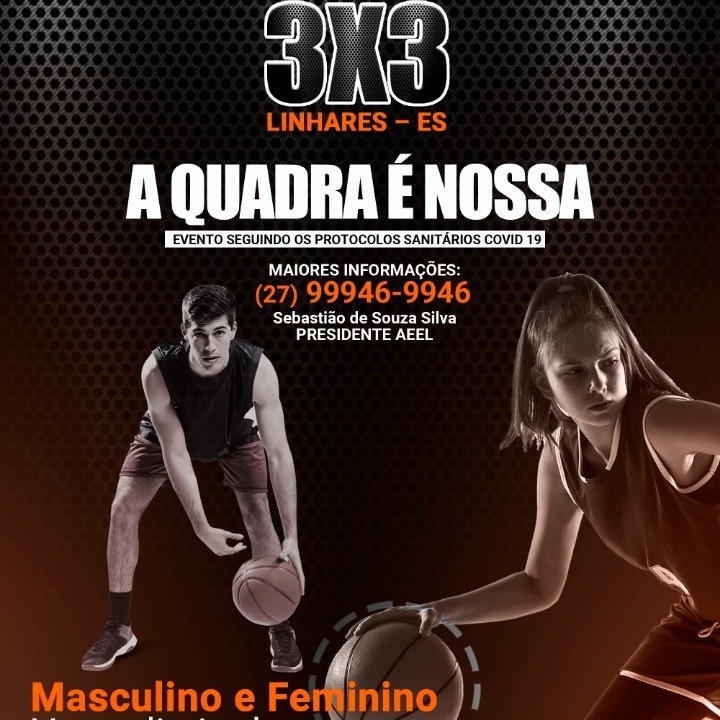 3X3
LINHARES – ES
A QUADRA É NOSSA
EVENTO SEGUINDO OS PROTOCOLOS SANITÁRIOS COVID 19
MAIORES INFORMAÇÕES:
(27) 99946-9946
Sebastião de Souza Silva
PRESIDENTE AEEL
Masculino e Feminino